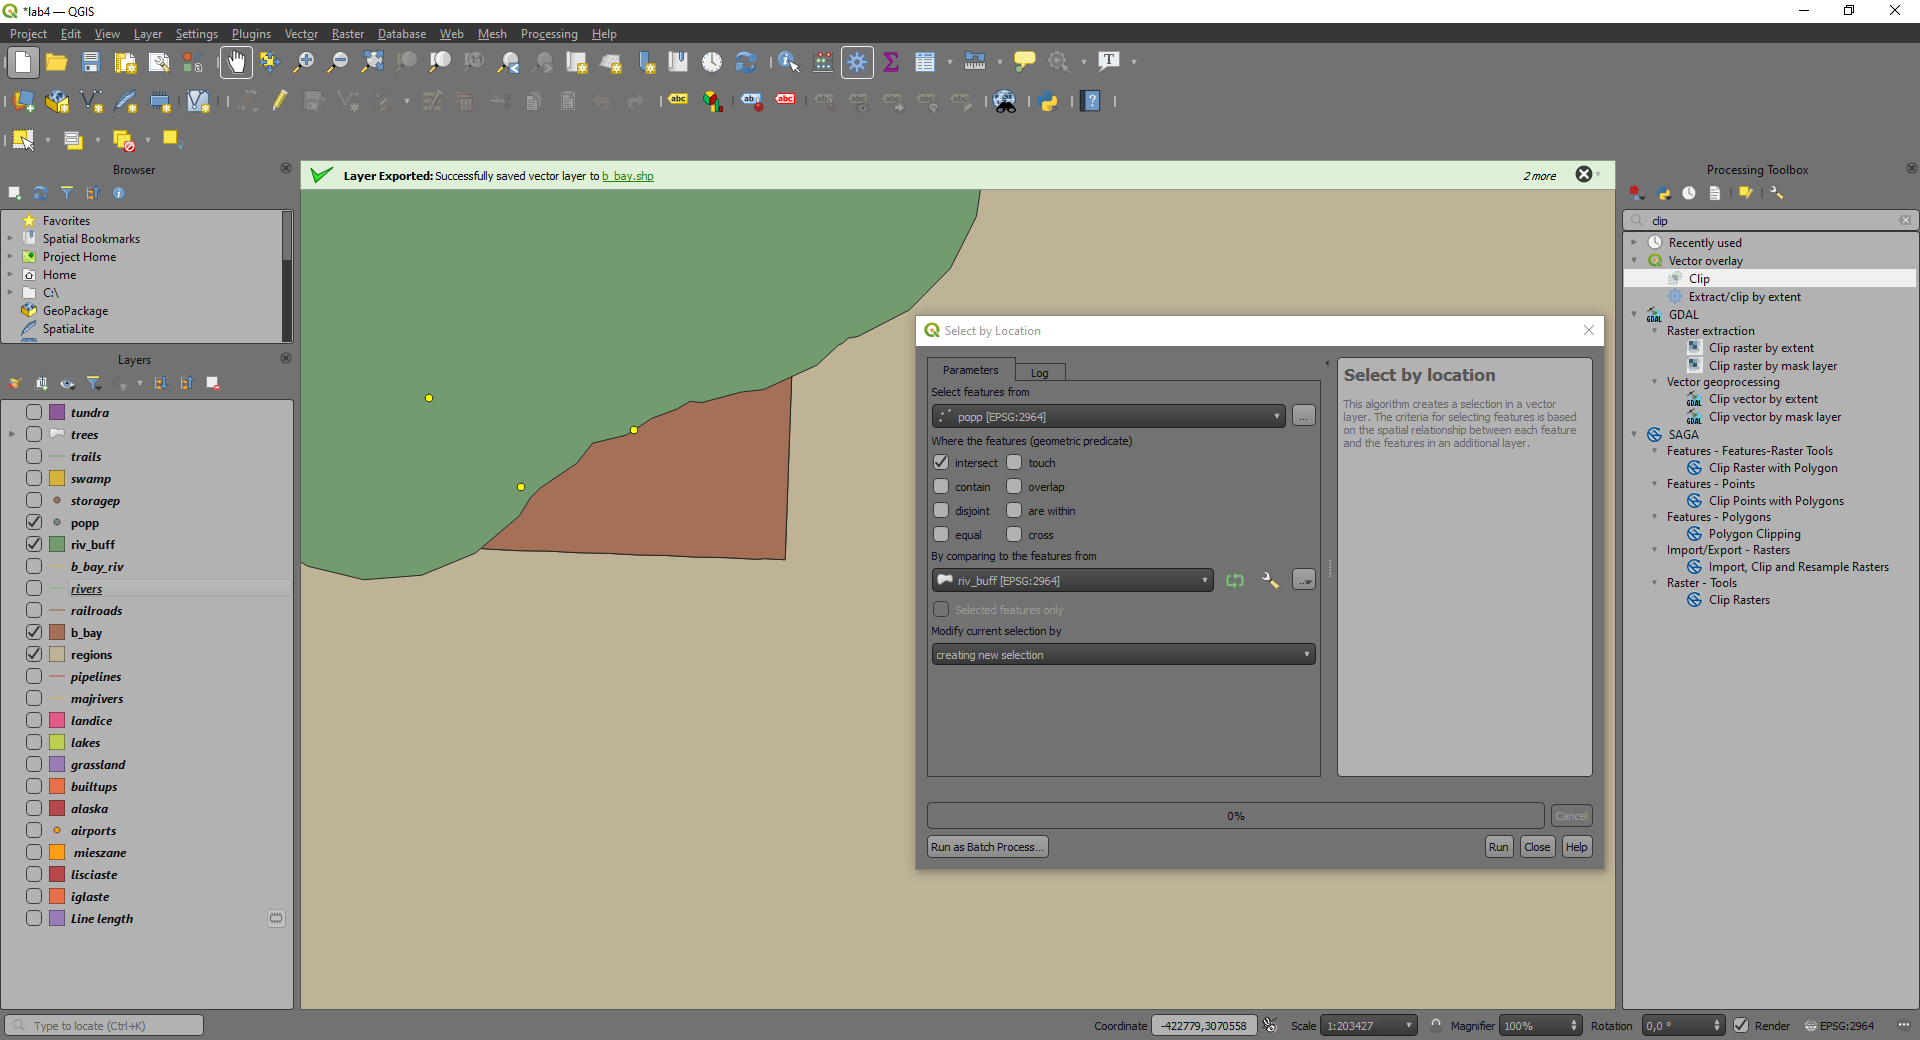 *lab4 — QGIS
Project Edit View Layer Settings Plugins Vector Raster Database Web Mesh Processing Help
abc ab abc
Browser
Favorites
Spatial Bookmarks
Project Home
Home
C:\
GeoPackage
SpatiaLite
Layers
tundra
trees
trails
swamp
storagep
popp
riv_buff
b_bay_riv
rivers
railroads
b_bay
regions
pipelines
majrivers
landice
lakes
grassland
builtups
alaska
airports
mieszane
lisciaste
iglaste
Line length
Layer Exported: Successfully saved vector layer to b_bay.shp
2 more
Select by Location
Parameters
Log
Select features from
popp [EPSG:2964]
...
Where the features (geometric predicate)
intersect touch
contain overlap
disjoint are within
equal cross
By comparing to the features from
riv_buff [EPSG:2964]
Selected features only
Modify current selection by
creating new selection
Select by location
This algorithm creates a selection in a vector
layer. The criteria for selecting features is based
on the spatial relationship between each feature
and the features in an additional layer.
0%
Cancel
Run as Batch Process...
Run Close Help
Processing Toolbox
clip
Recently used
Vector overlay
Clip
Extract/clip by extent
GDAL
Raster extraction
Clip raster by extent
Clip raster by mask layer
Vector geoprocessing
Clip vector by extent
Clip vector by mask layer
SAGA
Features - Features-Raster Tools
Clip Raster with Polygon
Features - Points
Clip Points with Polygons
Features - Polygons
Polygon Clipping
Import/Export - Rasters
Import, Clip and Resample Rasters
Raster - Tools
Clip Rasters
Type to locate (Ctrl+K)
Coordinate -422779,3070558 Scale 1:203427 Magnifier 100% Rotation 0,0 ° Render EPSG:2964